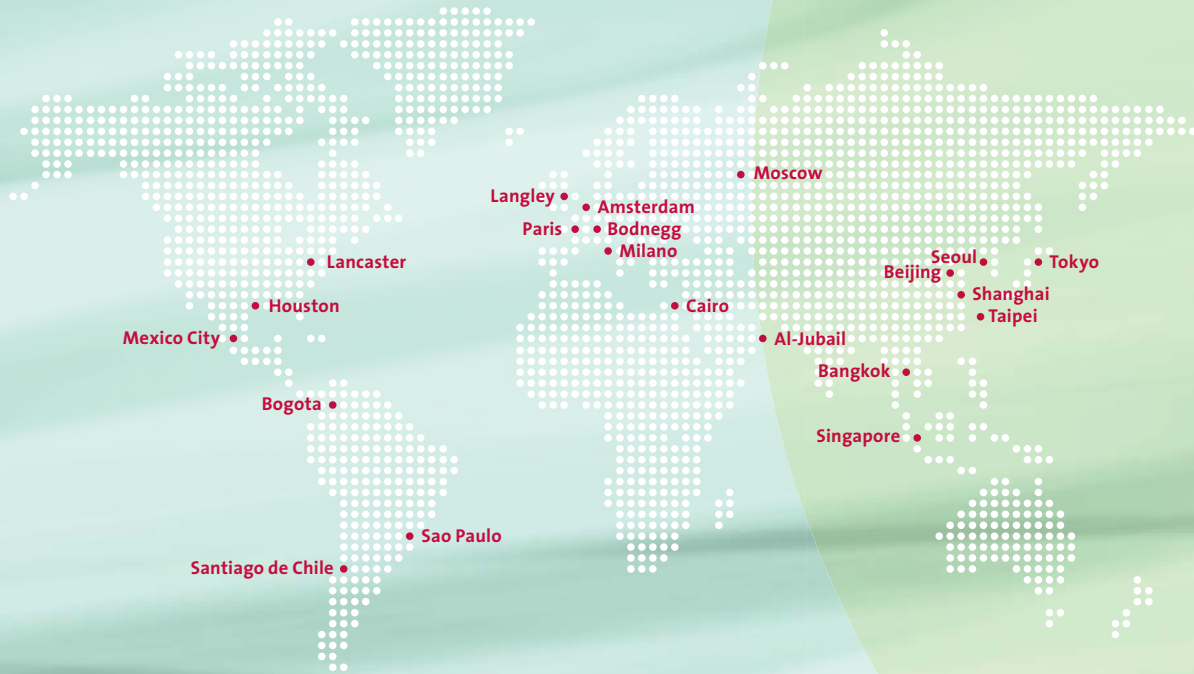 Moscow
Langley
Amsterdam
Paris
Bodnegg
Milano
Seoul
Lancaster
Tokyo
Beijing
Shanghai
Houston
Cairo
Taipei
Mexico City
Al-Jubail
Bangkok
Bogota
Singapore
Sao Paulo
Santiago de Chile